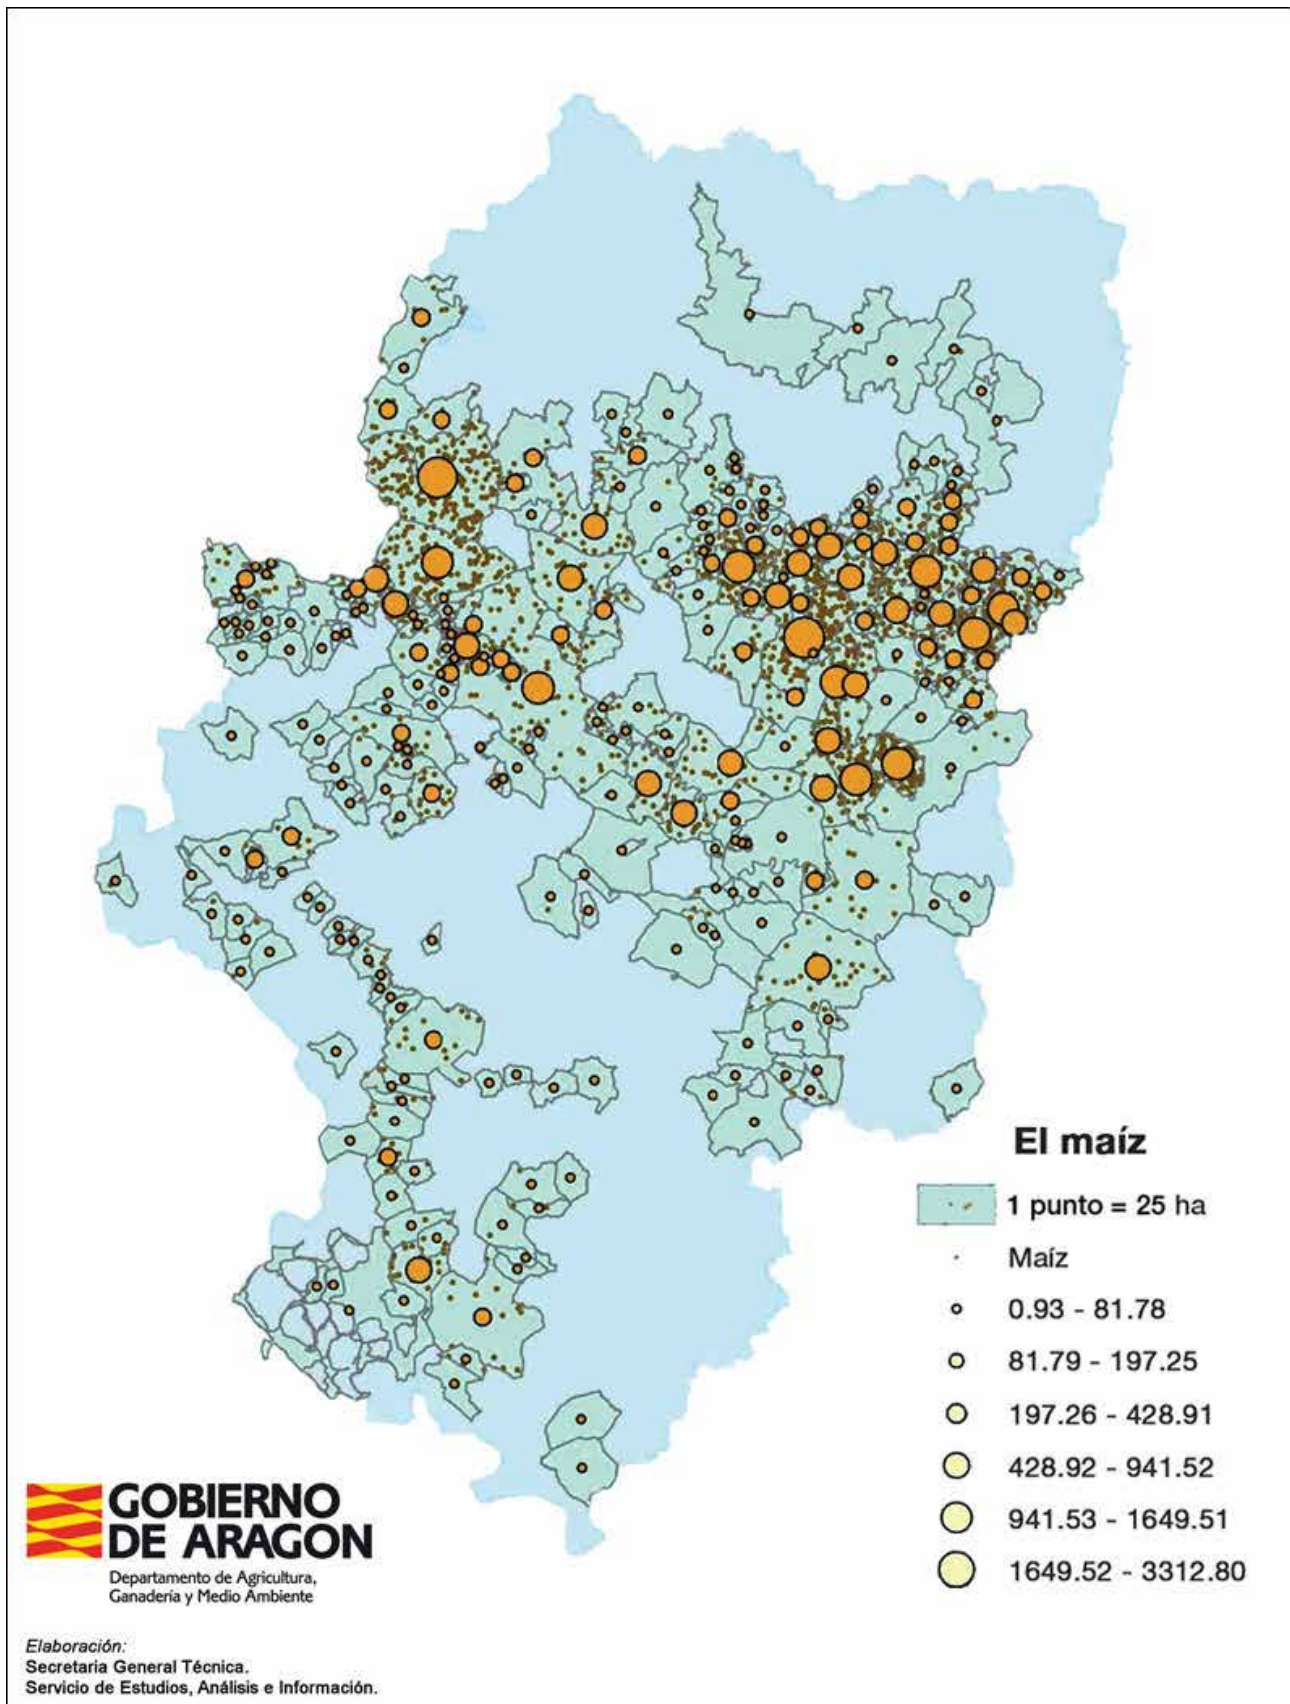 El maíz
1 punto = 25 ha
Maíz
0.93 - 81.78
81.79 - 197.25
197.26 - 428.91
428.92 - 941.52
941.53 - 1649.51
1649.52 - 3312.80
GOBIERNO
DE ARAGON
Departamento de Agricultura,
Ganadería y Medio Ambiente
Elaboración:
Secretaria General Técnica.
Servicio de Estudios, Análisis e Información.